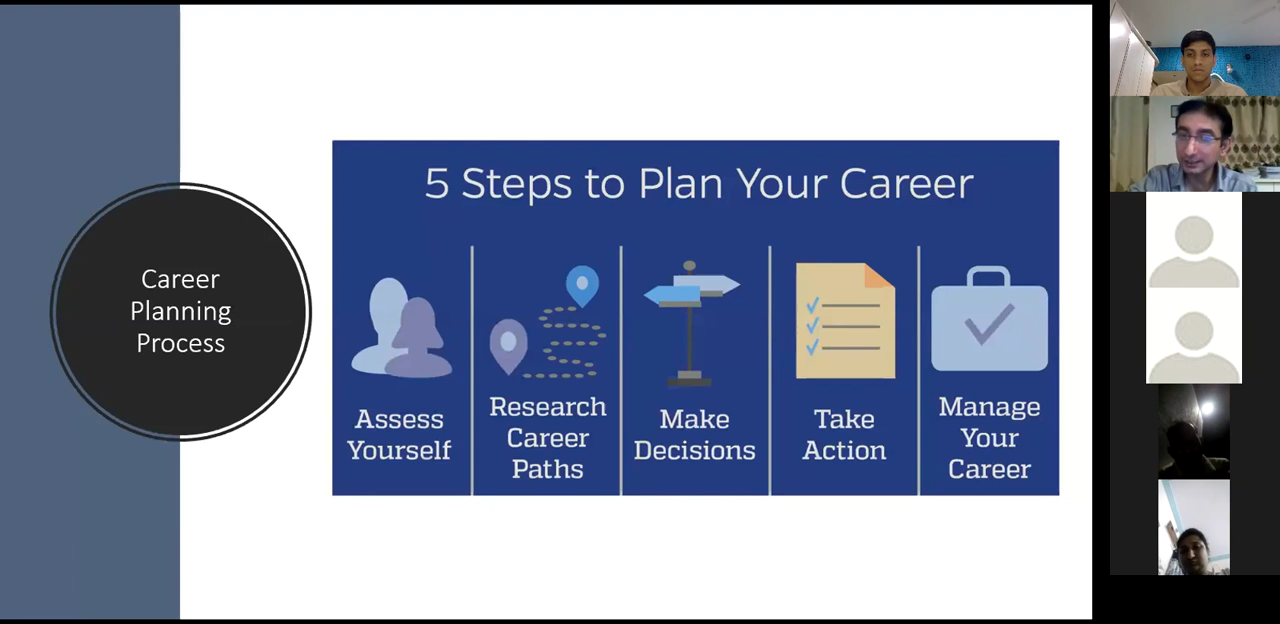 Career
Planning
Process
5 Steps to Plan Your Career
Assess
Yourself
Research
Career
Paths
Make
Decisions
Take
Action
Manage
Your
Career